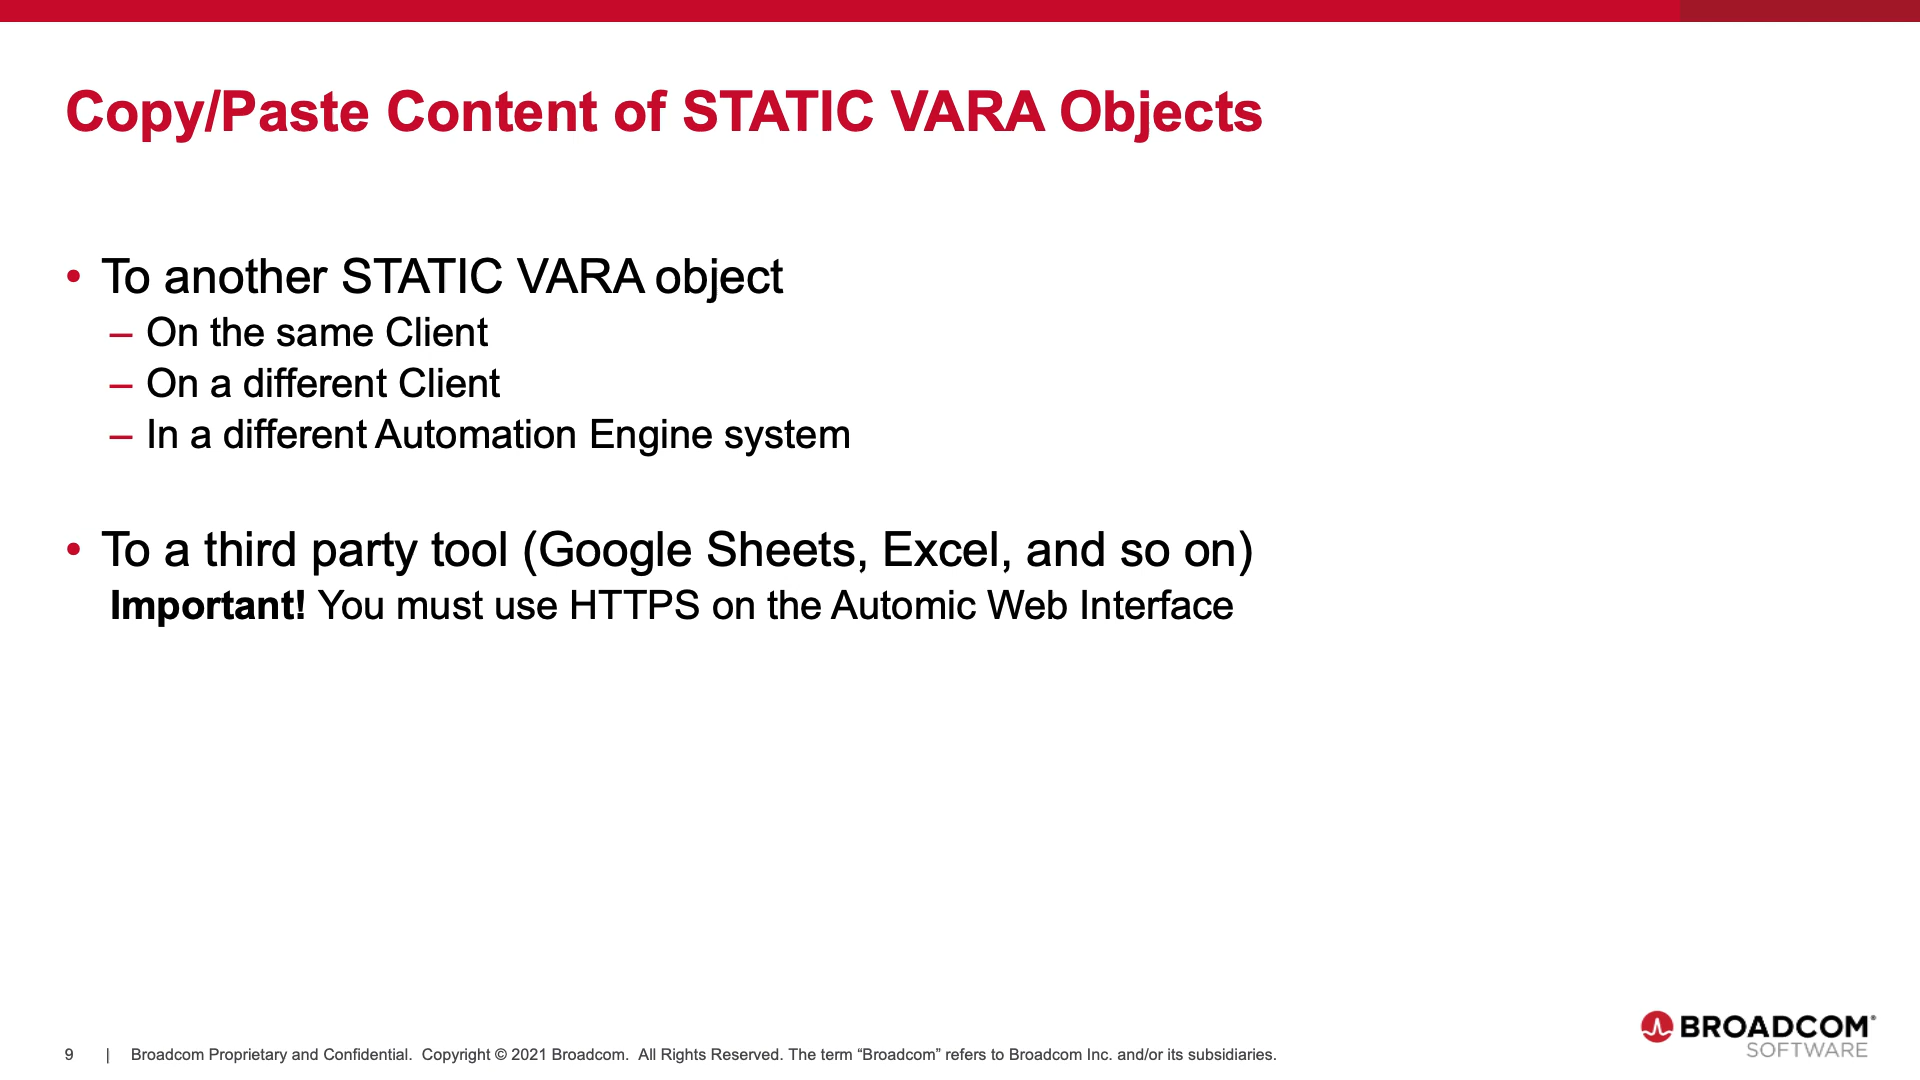 Copy/Paste Content of STATIC VARA Objects
• To another STATIC VARA object
– On the same Client
– On a different Client
– In a different Automation Engine system
• To a third party tool (Google Sheets, Excel, and so on)
Important! You must use HTTPS on the Automic Web Interface
9 | Broadcom Proprietary and Confidential. Copyright © 2021 Broadcom. All Rights Reserved. The term “Broadcom” refers to Broadcom Inc. and/or its subsidiaries.
BROADCOM®
SOFTWARE